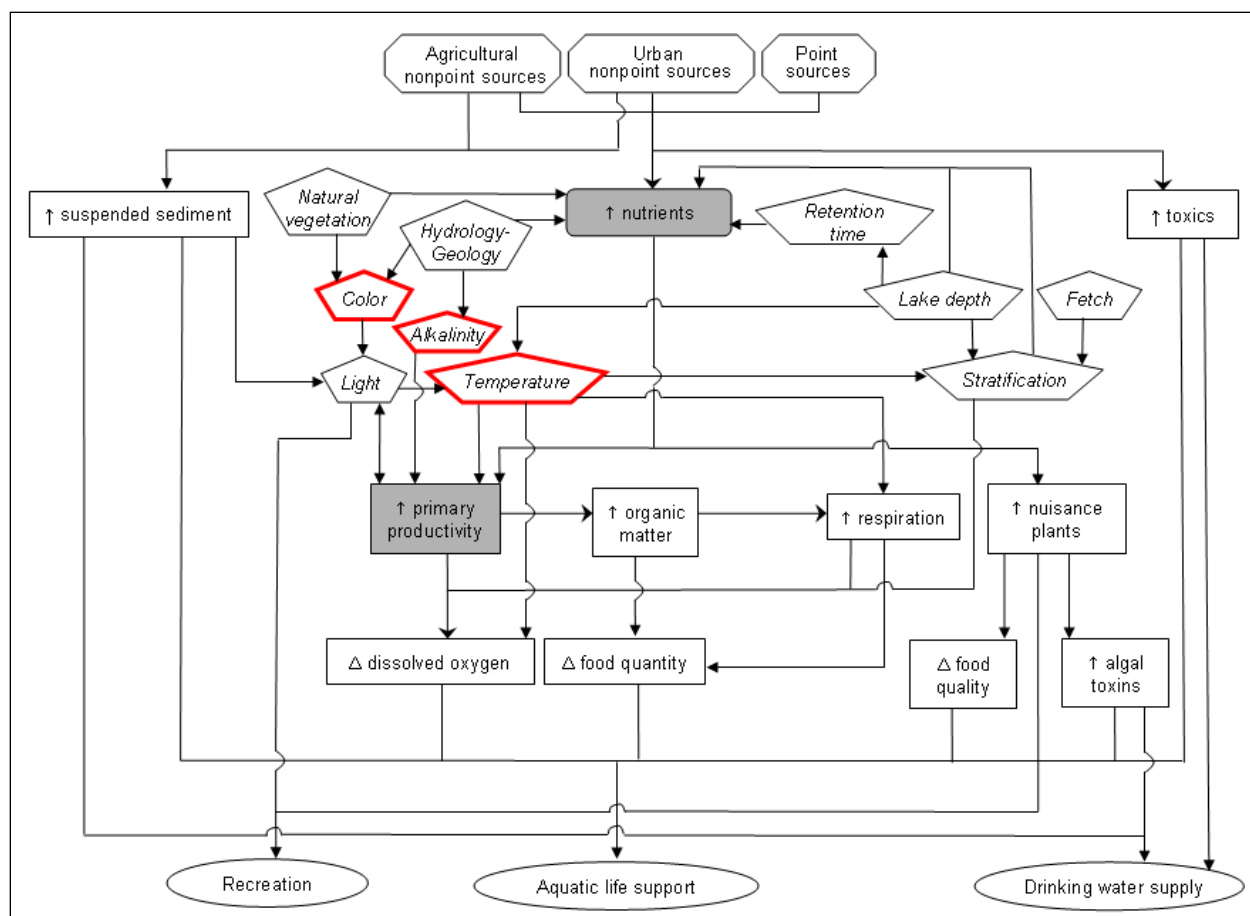 Agricultural
nonpoint sources
Urban
nonpoint sources
Point
sources
↑ suspended sediment
Natural
vegetation
↑ nutrients
Retention
time
↑ toxics
Hydrology-
Geology
Color
Alkalinity
Lake depth
Fetch
Light
Temperature
Stratification
↑ primary
productivity
↑ organic
matter
↑ respiration
↑ nuisance
plants
Δ dissolved oxygen
Δ food quantity
Δ food
quality
↑ algal
toxins
Recreation
Aquatic life support
Drinking water supply